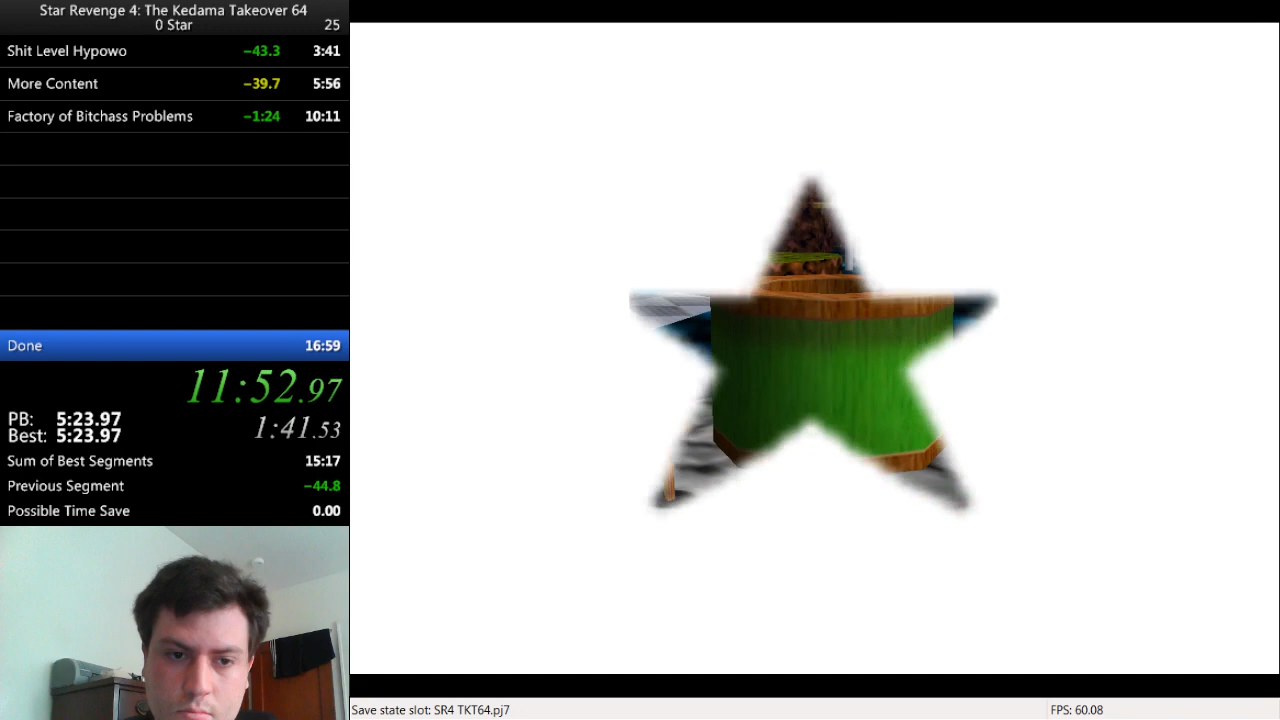 Star Revenge 4: The Kedama Takeover 64
0 Star 25
Shit Level Hypowo −43.3 3:41
More Content −39.7 5:56
Factory of Bitchass Problems −1:24 10:11
Done 16:59
11:52.97
PB: 5:23.97
Best: 5:23.97
1:41.53
Sum of Best Segments 15:17
Previous Segment −44.8
Possible Time Save 0.00
Save state slot: SR4 TKT64.pj7 FPS: 60.08